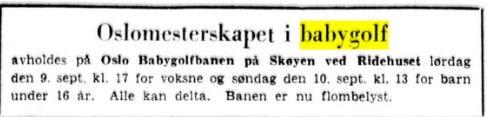 Oslomesterskapet i babygolf
avholdes på Oslo Babygolfbanen på Skøyen ved Ridehuset lørdag
den 9. sept. kl. 17 for voksne og søndag den 10. sept. kl. 13 for barn
under 16 år. Alle kan delta. Banen er nu flombelyst.